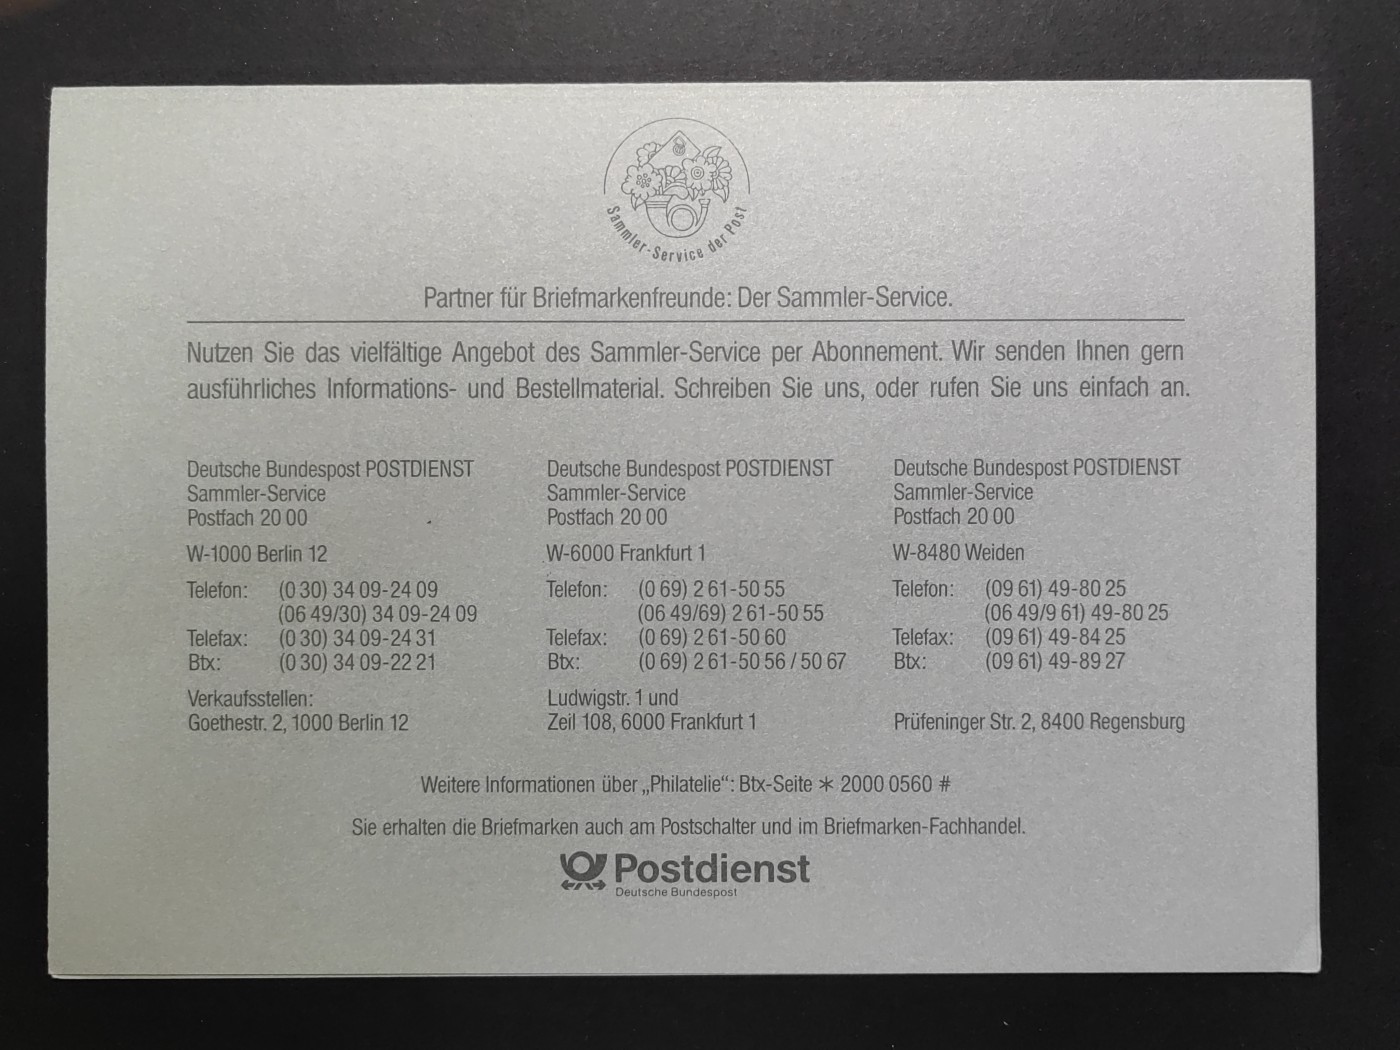 Sammler-Service der Post
Partner für Briefmarkenfreunde: Der Sammler-Service.
Nutzen Sie das vielfältige Angebot des Sammler-Service per Abonnement. Wir senden Ihnen gern
ausführliches Informations- und Bestellmaterial. Schreiben Sie uns, oder rufen Sie uns einfach an.
Deutsche Bundespost POSTDIENST
Sammler-Service
Postfach 20 00
W-1000 Berlin 12
Telefon: (0 30) 34 09-24 09
(06 49/30) 34 09-24 09
Telefax: (0 30) 34 09-24 31
Btx: (0 30) 34 09-22 21
Verkaufsstellen:
Goethestr. 2, 1000 Berlin 12
Deutsche Bundespost POSTDIENST
Sammler-Service
Postfach 20 00
W-6000 Frankfurt 1
Telefon: (0 69) 2 61-50 55
(06 49/69) 2 61-50 55
Telefax: (0 69) 2 61-50 60
Btx: (0 69) 2 61-50 56 / 50 67
Ludwigstr. 1 und
Zeil 108, 6000 Frankfurt 1
Deutsche Bundespost POSTDIENST
Sammler-Service
Postfach 20 00
W-8480 Weiden
Telefon: (09 61) 49-80 25
(06 49/9 61) 49-80 25
Telefax: (09 61) 49-84 25
Btx: (09 61) 49-89 27
Prüfeninger Str. 2, 8400 Regensburg
Weitere Informationen über „Philatelie“: Btx-Seite * 2000 0560 #
Sie erhalten die Briefmarken auch am Postschalter und im Briefmarken-Fachhandel.
Postdienst
Deutsche Bundespost